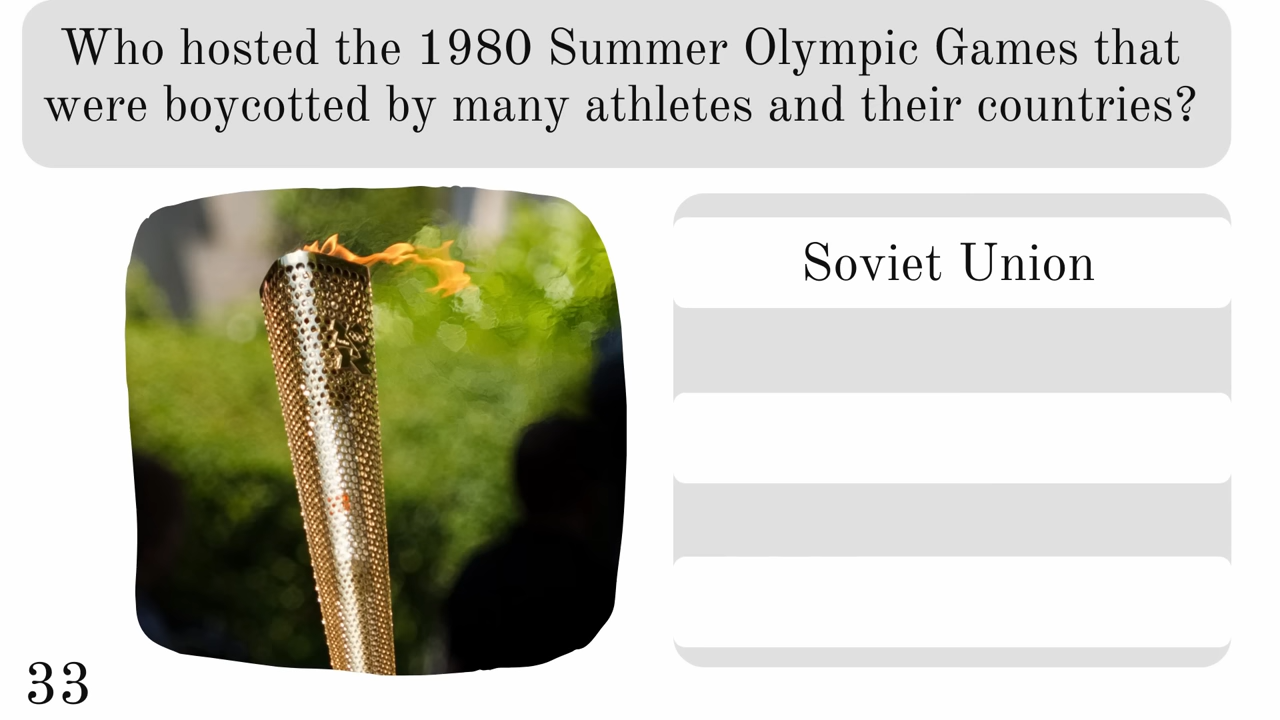 Who hosted the 1980 Summer Olympic Games that
were boycotted by many athletes and their countries?
Soviet Union
33